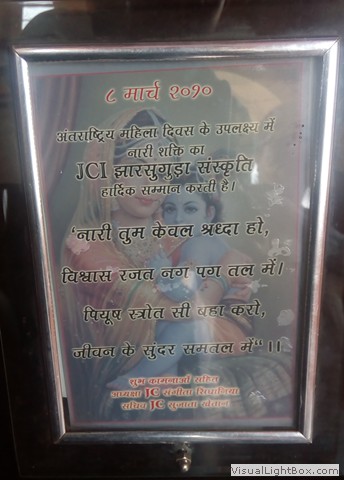 ८ मार्च २०१०
अंतराष्ट्रिय महिला दिवस के उपलक्ष्य में
नारी शक्ति का
JCI झारसुगुड़ा संस्कृति
हार्दिक सम्मान करती है।
‘नारी तुम केवल श्रध्दा हो,
विश्वास रजत नग पग तल में।
पियूष स्त्रोत सी बहा करो,
जीवन के सुंदर समतल में“।।
शुभ कामनाओं सहित
अध्यक्षा JC संगीता सिंघानिया
सचिव JC सुजाता खेतान
VisualLightBox.com